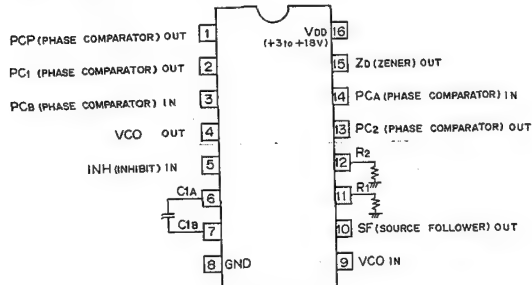 PCP (PHASE COMPARATOR) OUT 1
PC1 (PHASE COMPARATOR) OUT 2
PCB (PHASE COMPARATOR) IN 3
VCO OUT 4
INH (INHIBIT) IN 5
C1A 6
C1B 7
8 GND
VDD 16
(+3 to +18V)
15 ZD (ZENER) OUT
14 PCA (PHASE COMPARATOR) IN
13 PC2 (PHASE COMPARATOR) OUT
12 R2
11 R1
10 SF (SOURCE FOLLOWER) OUT
9 VCO IN